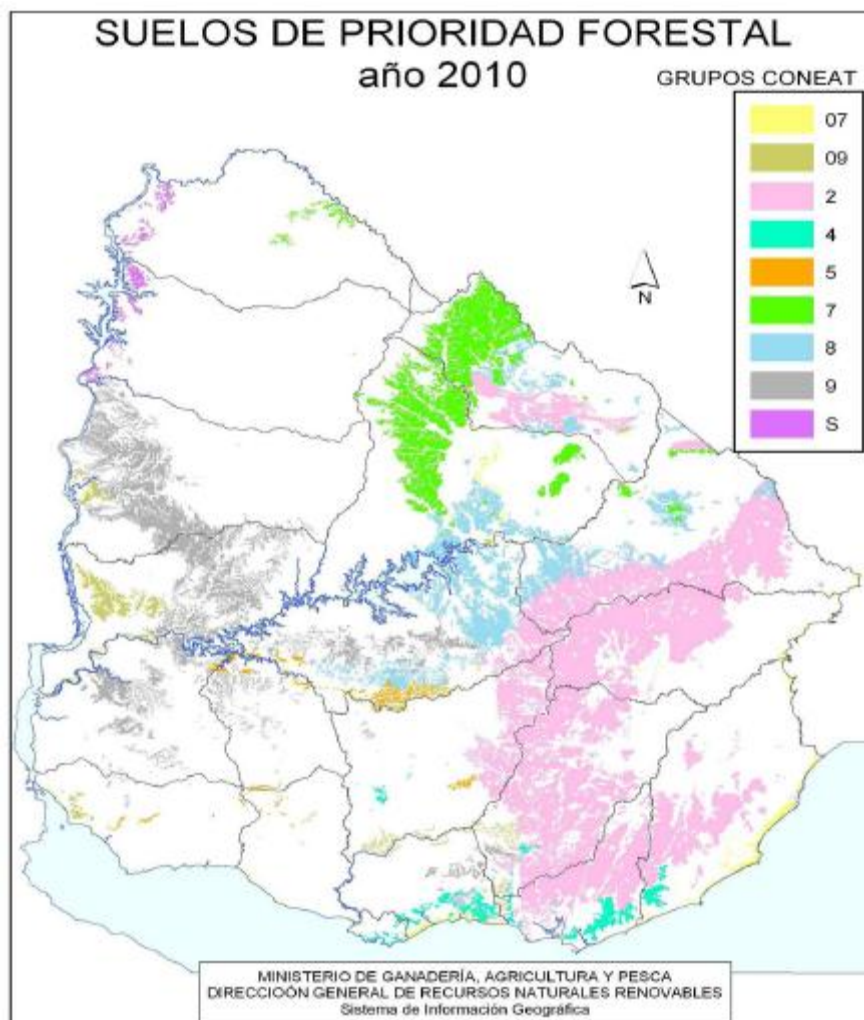 SUELOS DE PRIORIDAD FORESTAL
año 2010
GRUPOS CONEAT
07
09
2
4
5
7
8
9
S
N
MINISTERIO DE GANADERÍA, AGRICULTURA Y PESCA
DIRECCIOÓN GENERAL DE RECURSOS NATURALES RENOVABLES
Sistema de Información Geográfica